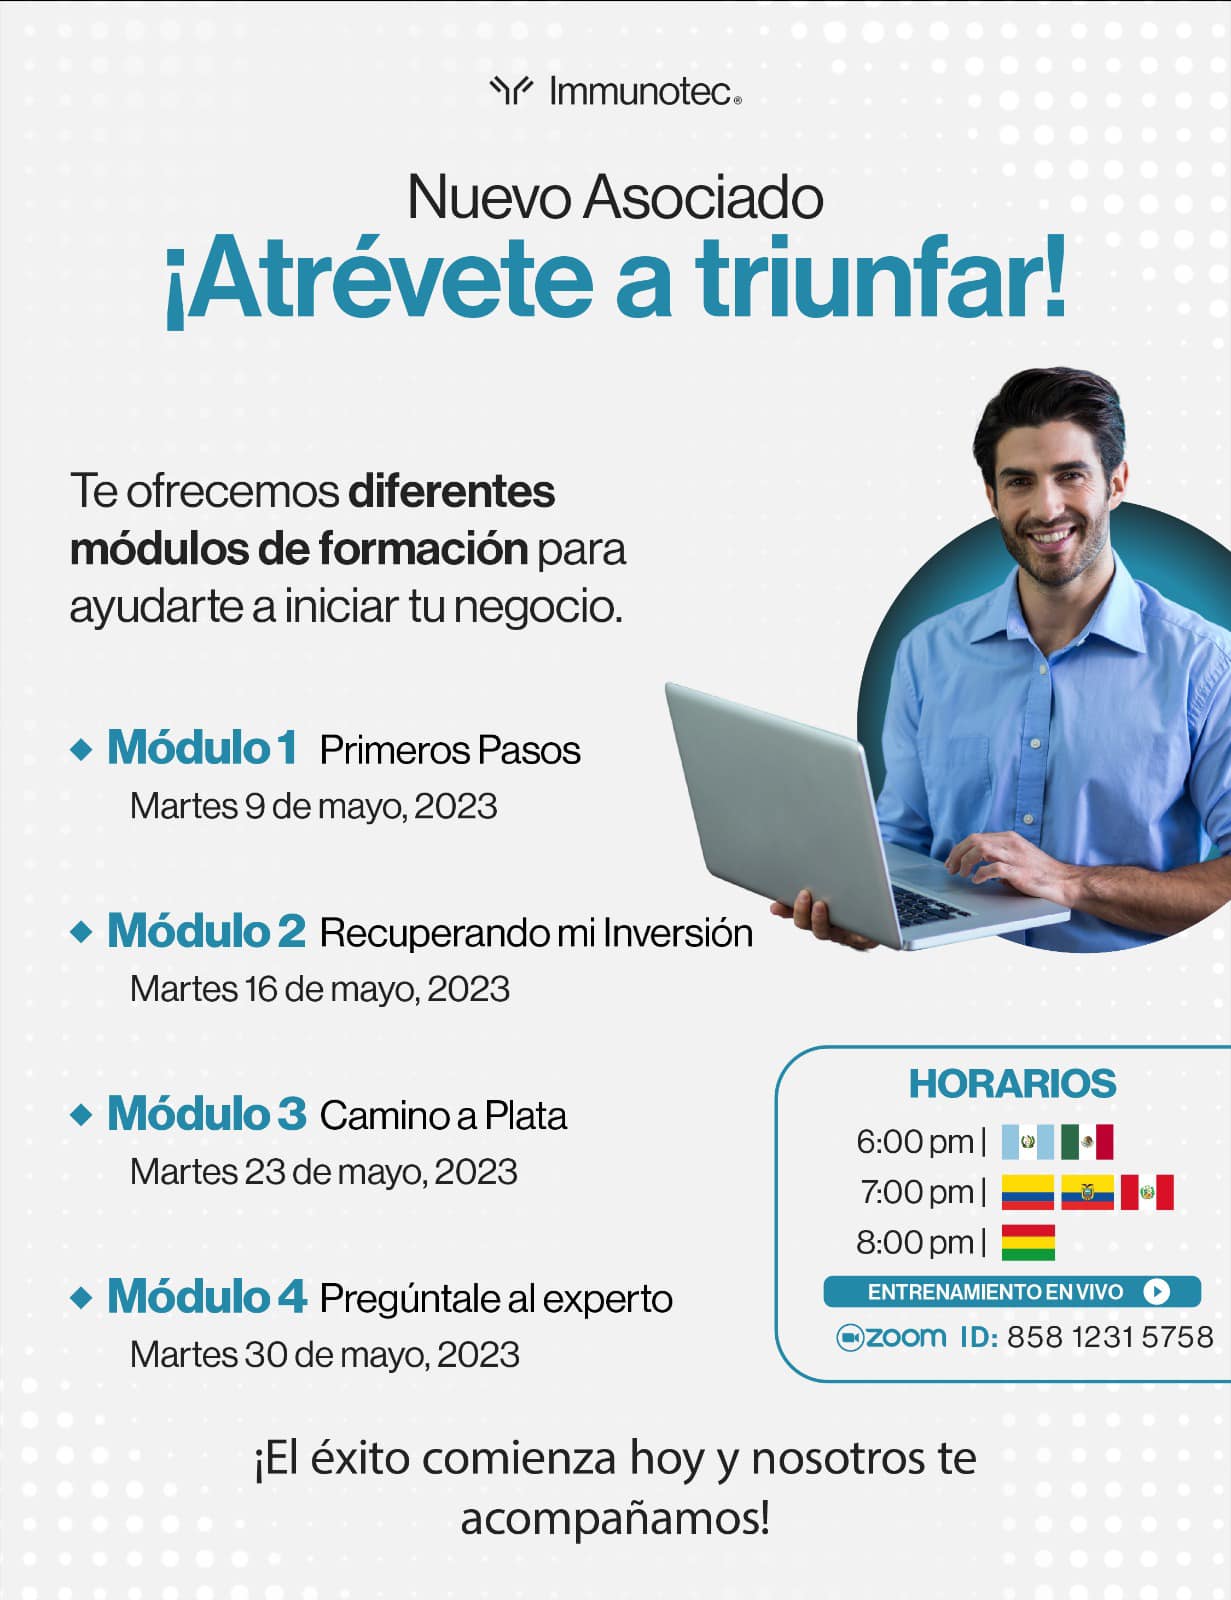 Immunotec®
Nuevo Asociado
¡Atrévete a triunfar!
Te ofrecemos diferentes
módulos de formación para
ayudarte a iniciar tu negocio.
Módulo 1 Primeros Pasos
Martes 9 de mayo, 2023
Módulo 2 Recuperando mi Inversión
Martes 16 de mayo, 2023
Módulo 3 Camino a Plata
Martes 23 de mayo, 2023
Módulo 4 Pregúntale al experto
Martes 30 de mayo, 2023
HORARIOS
6:00 pm |
7:00 pm |
8:00 pm |
ENTRENAMIENTO EN VIVO
zoom ID: 858 1231 5758
¡El éxito comienza hoy y nosotros te
acompañamos!